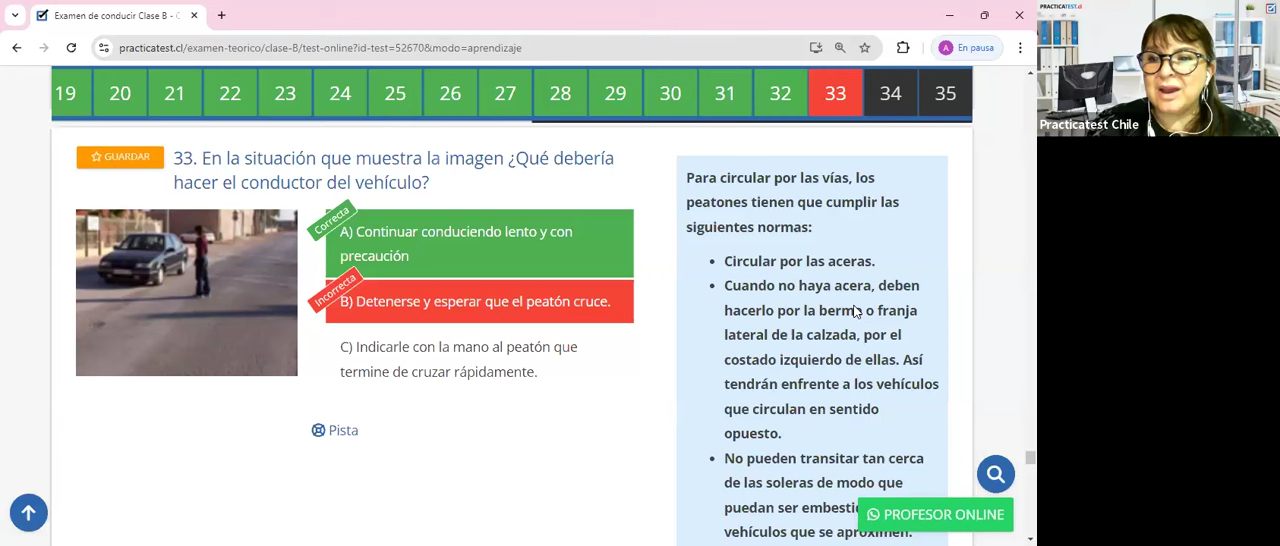 Examen de conducir Clase B - C
practicatest.cl/examen-teorico/clase-B/test-online?id-test=52670&modo=aprendizaje
A En pausa
PRACTICATEST.cl
Practicatest Chile
19 20 21 22 23 24 25 26 27 28 29 30 31 32 33 34 35
GUARDAR
33. En la situación que muestra la imagen ¿Qué debería
hacer el conductor del vehículo?
Correcta
A) Continuar conduciendo lento y con
precaución
Incorrecta
B) Detenerse y esperar que el peatón cruce.
C) Indicarle con la mano al peatón que
termine de cruzar rápidamente.
Pista
Para circular por las vías, los
peatones tienen que cumplir las
siguientes normas:
• Circular por las aceras.
• Cuando no haya acera, deben
hacerlo por la berma o franja
lateral de la calzada, por el
costado izquierdo de ellas. Así
tendrán enfrente a los vehículos
que circulan en sentido
opuesto.
• No pueden transitar tan cerca
de las soleras de modo que
puedan ser
vehículos que se aproximen.
PROFESOR ONLINE